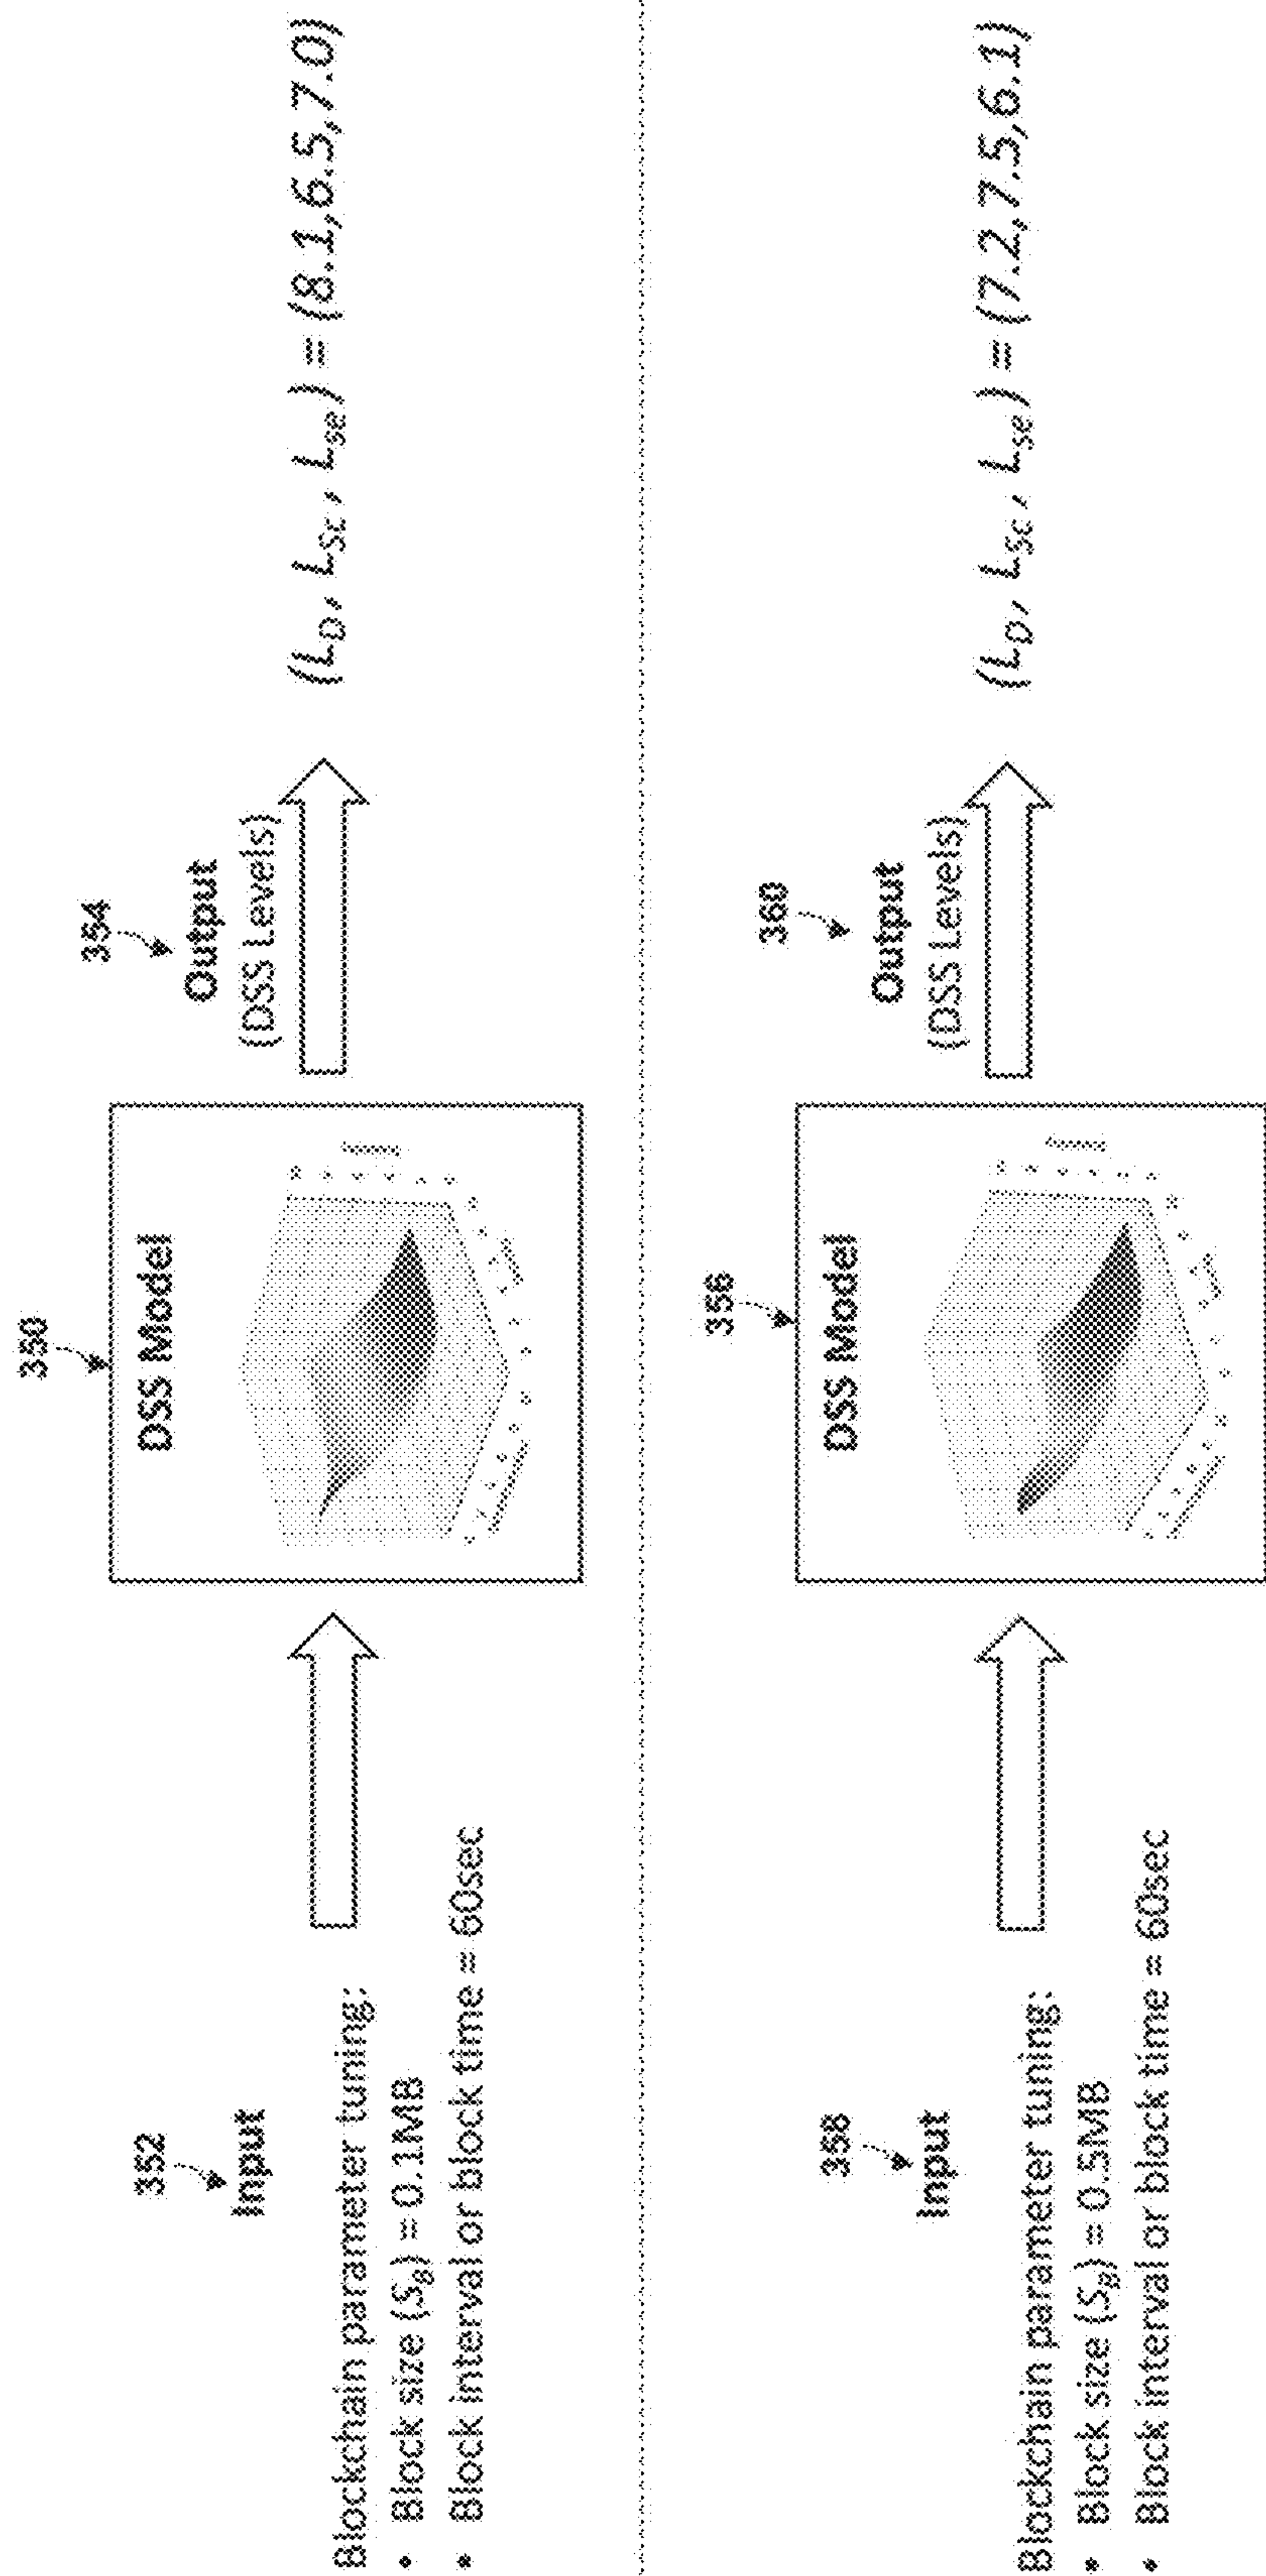 352
Input
Blockchain parameter tuning:
• Block size (S_B) = 0.1MB
• Block interval or block time = 60sec
350
DSS Model
354
Output
(DSS Levels)
(L_D, L_Sc, L_se) = (8.1,6.5,7.0)
358
Input
Blockchain parameter tuning:
• Block size (S_B) = 0.5MB
• Block interval or block time = 60sec
356
DSS Model
360
Output
(DSS Levels)
(L_D, L_Sc, L_se) = (7.2,7.5,6.1)